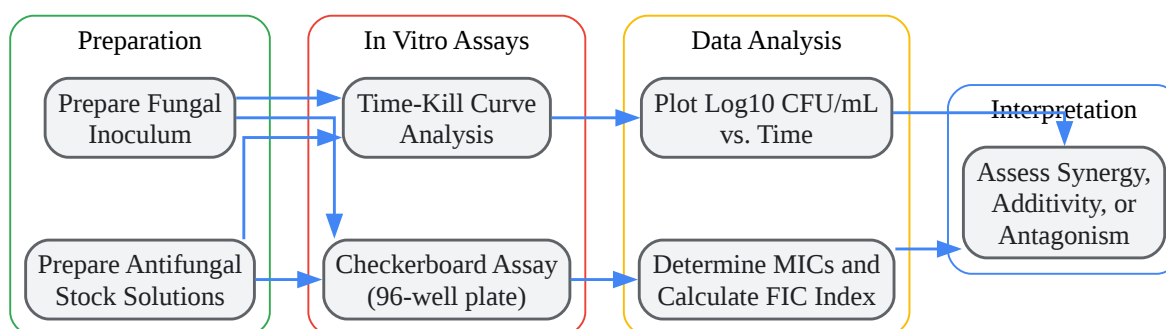 Preparation
Prepare Fungal
Inoculum
Prepare Antifungal
Stock Solutions
In Vitro Assays
Time-Kill Curve
Analysis
Checkerboard Assay
(96-well plate)
Data Analysis
Plot Log10 CFU/mL
vs. Time
Determine MICs and
Calculate FIC Index
Interpretation
Assess Synergy,
Additivity, or
Antagonism